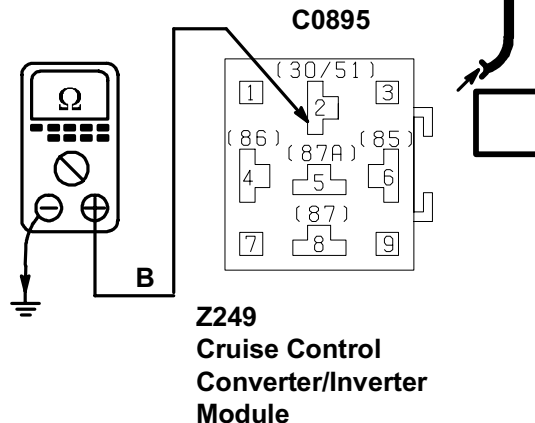 C0895
(30/51)
1 2 3
(86) (87A) (85)
4 5 6
(87)
7 8 9
Ω
B
Z249
Cruise Control
Converter/Inverter
Module